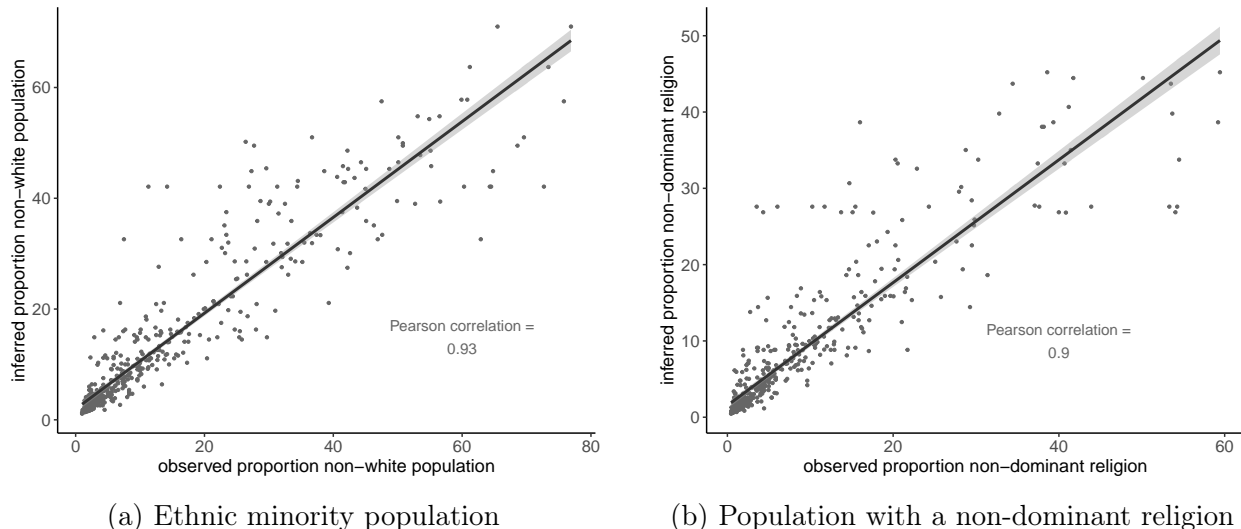 inferred proportion non−white population
60
40
20
0
0 20 40 60 80
observed proportion non−white population
Pearson correlation =
0.93
(a) Ethnic minority population
inferred proportion non−dominant religion
50
40
30
20
10
0
0 20 40 60
observed proportion non−dominant religion
Pearson correlation =
0.9
(b) Population with a non-dominant religion